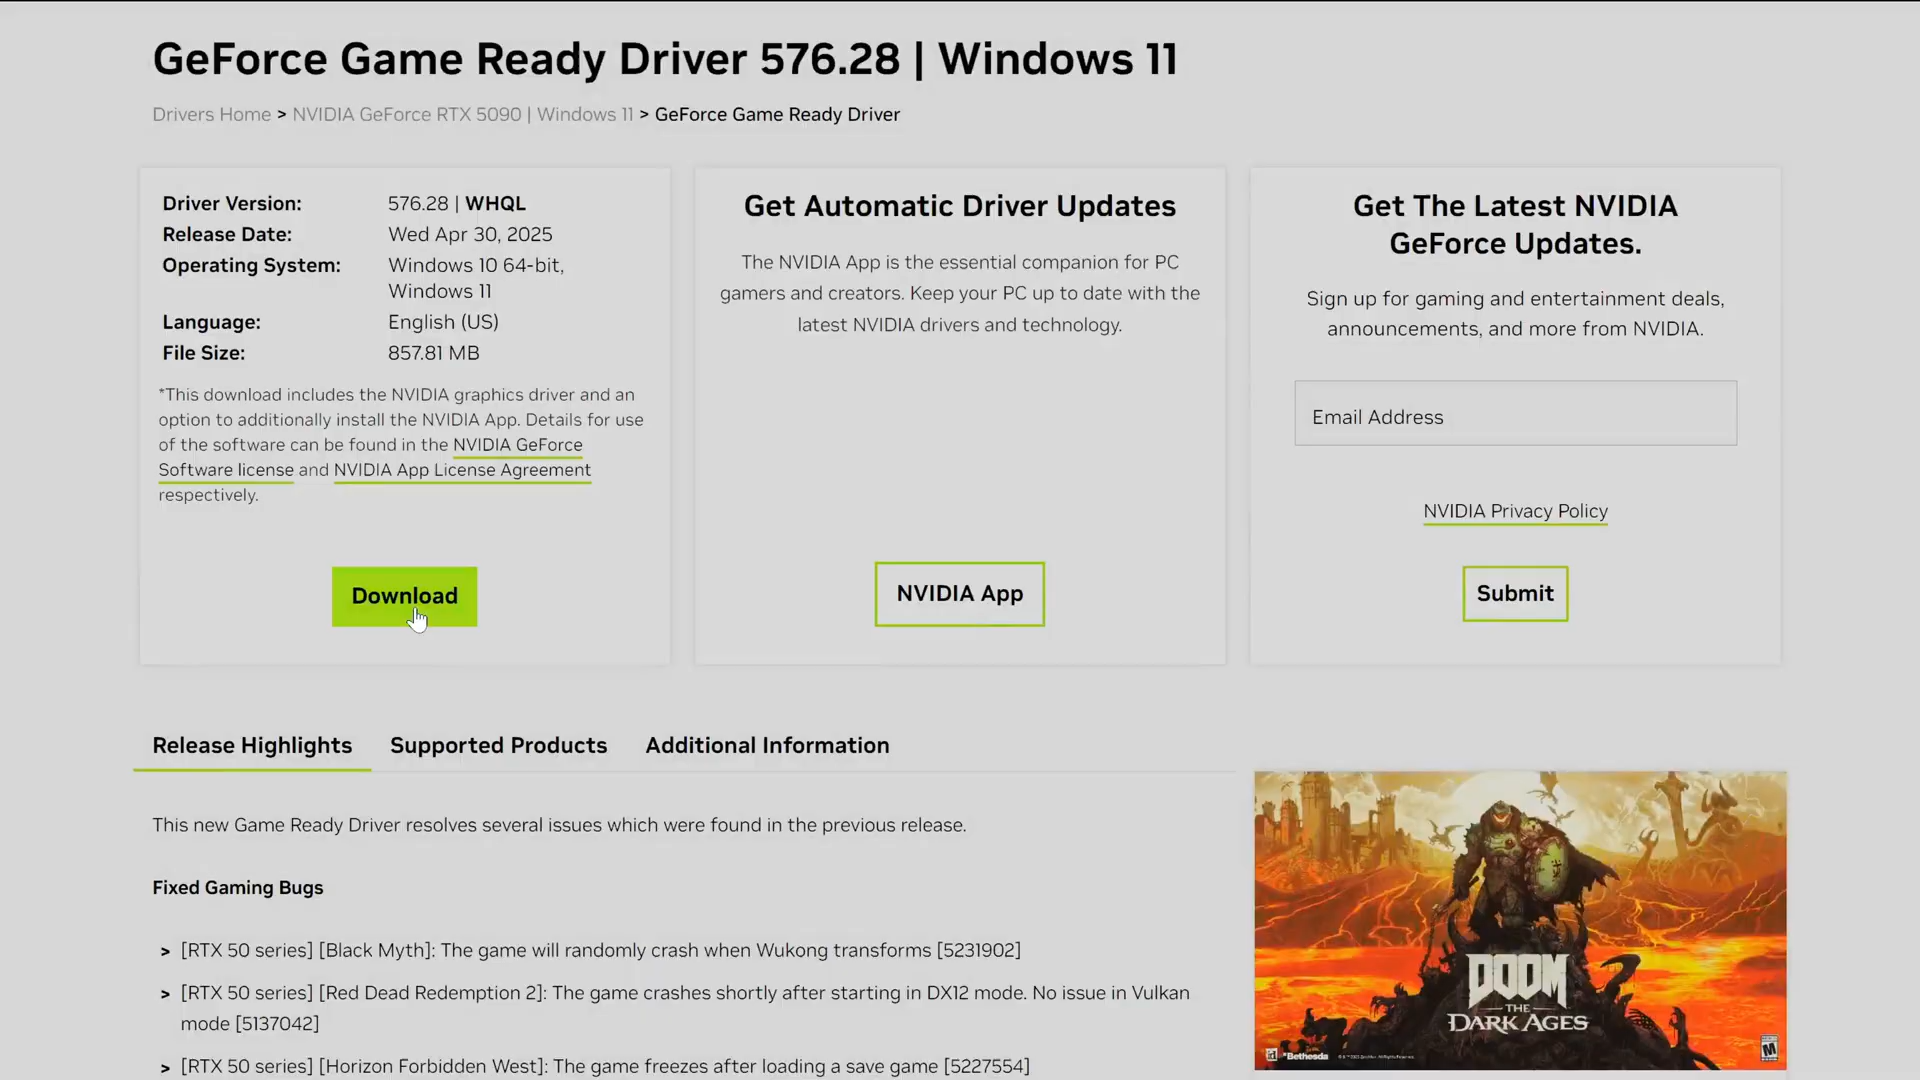 GeForce Game Ready Driver 576.28 | Windows 11
Drivers Home > NVIDIA GeForce RTX 5090 | Windows 11 > GeForce Game Ready Driver
Driver Version: 576.28 | WHQL
Release Date: Wed Apr 30, 2025
Operating System: Windows 10 64-bit,
Windows 11
Language: English (US)
File Size: 857.81 MB
*This download includes the NVIDIA graphics driver and an
option to additionally install the NVIDIA App. Details for use
of the software can be found in the NVIDIA GeForce
Software license and NVIDIA App License Agreement
respectively.
Download
Get Automatic Driver Updates
The NVIDIA App is the essential companion for PC
gamers and creators. Keep your PC up to date with the
latest NVIDIA drivers and technology.
NVIDIA App
Get The Latest NVIDIA
GeForce Updates.
Sign up for gaming and entertainment deals,
announcements, and more from NVIDIA.
Email Address
NVIDIA Privacy Policy
Submit
Release Highlights Supported Products Additional Information
This new Game Ready Driver resolves several issues which were found in the previous release.
Fixed Gaming Bugs
> [RTX 50 series] [Black Myth]: The game will randomly crash when Wukong transforms [5231902]
> [RTX 50 series] [Red Dead Redemption 2]: The game crashes shortly after starting in DX12 mode. No issue in Vulkan
mode [5137042]
> [RTX 50 series] [Horizon Forbidden West]: The game freezes after loading a save game [5227554]
DOOM
THE
DARK AGES
id Bethesda
M